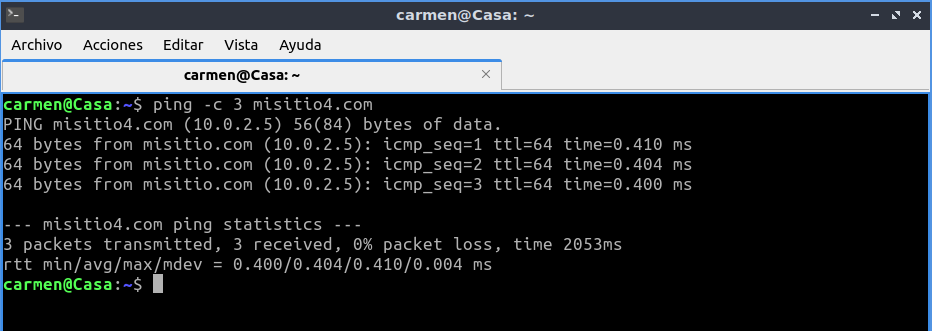 carmen@Casa: ~
Archivo Acciones Editar Vista Ayuda
carmen@Casa: ~
carmen@Casa:~$ ping -c 3 misitio4.com
PING misitio4.com (10.0.2.5) 56(84) bytes of data.
64 bytes from misitio.com (10.0.2.5): icmp_seq=1 ttl=64 time=0.410 ms
64 bytes from misitio.com (10.0.2.5): icmp_seq=2 ttl=64 time=0.404 ms
64 bytes from misitio.com (10.0.2.5): icmp_seq=3 ttl=64 time=0.400 ms
--- misitio4.com ping statistics ---
3 packets transmitted, 3 received, 0% packet loss, time 2053ms
rtt min/avg/max/mdev = 0.400/0.404/0.410/0.004 ms
carmen@Casa:~$